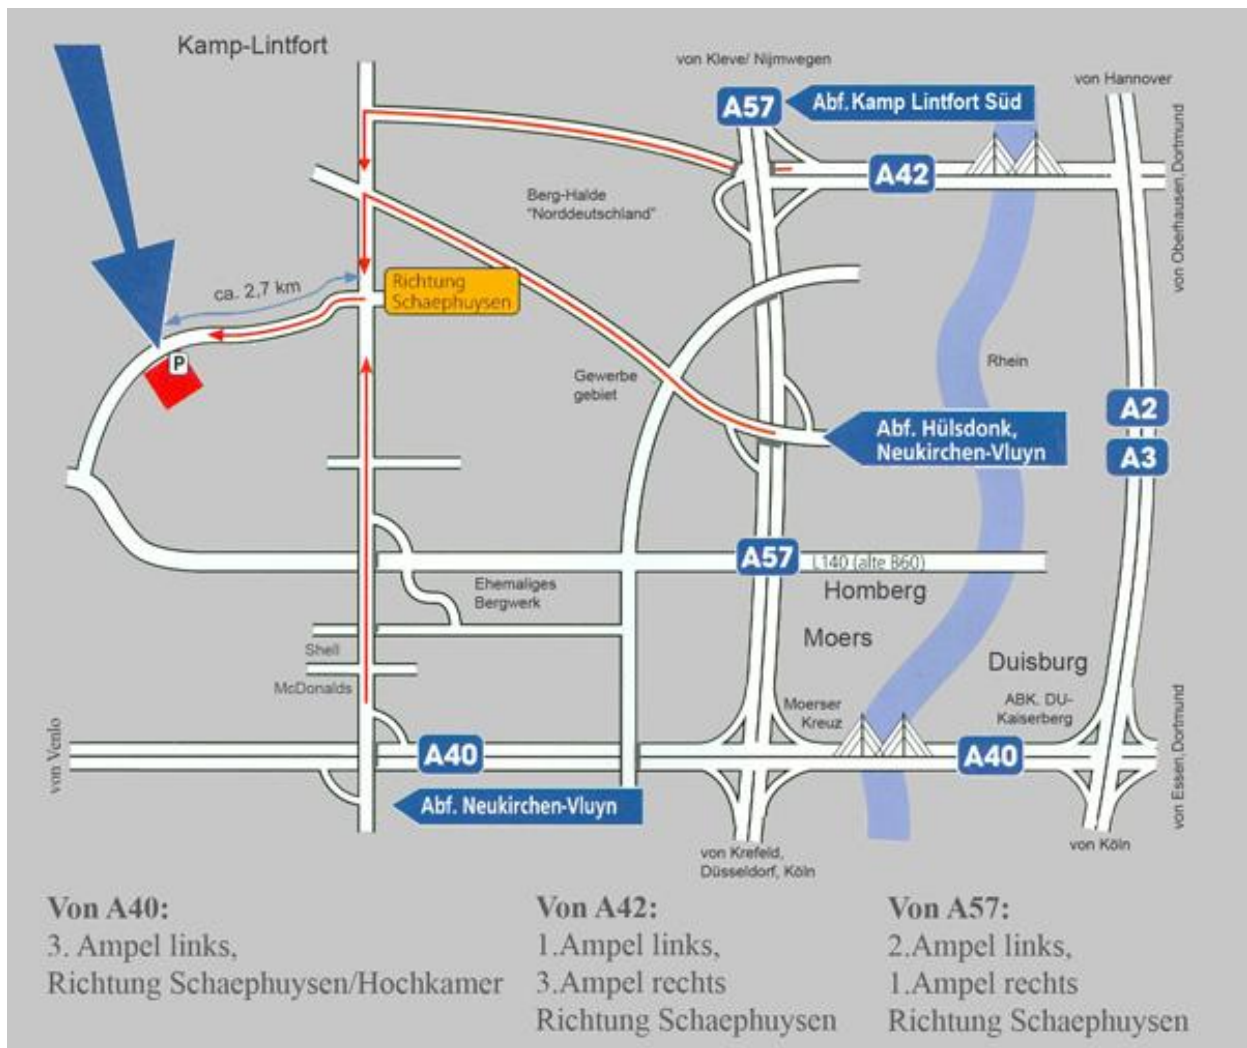 Kamp-Lintfort
von Kleve/ Nijmwegen
von Hannover
A57
Abf. Kamp Lintfort Süd
von Oberhausen,Dortmund
A42
Berg-Halde
"Norddeutschland"
ca. 2,7 km
Richtung
Schaephuysen
P
Rhein
Gewerbe
gebiet
A2
Abf. Hülsdonk,
Neukirchen-Vluyn
A3
A57
L140 (alte B60)
Ehemaliges
Bergwerk
Homberg
Moers
Shell
McDonalds
Duisburg
Moerser
Kreuz
ABK. DU-
Kaiserberg
von Venlo
A40
A40
von Essen,Dortmund
Abf. Neukirchen-Vluyn
von Krefeld,
Düsseldorf, Köln
von Köln
Von A40:
3. Ampel links,
Richtung Schaephuysen/Hochkamer
Von A42:
1.Ampel links,
3.Ampel rechts
Richtung Schaephuysen
Von A57:
2.Ampel links,
1.Ampel rechts
Richtung Schaephuysen